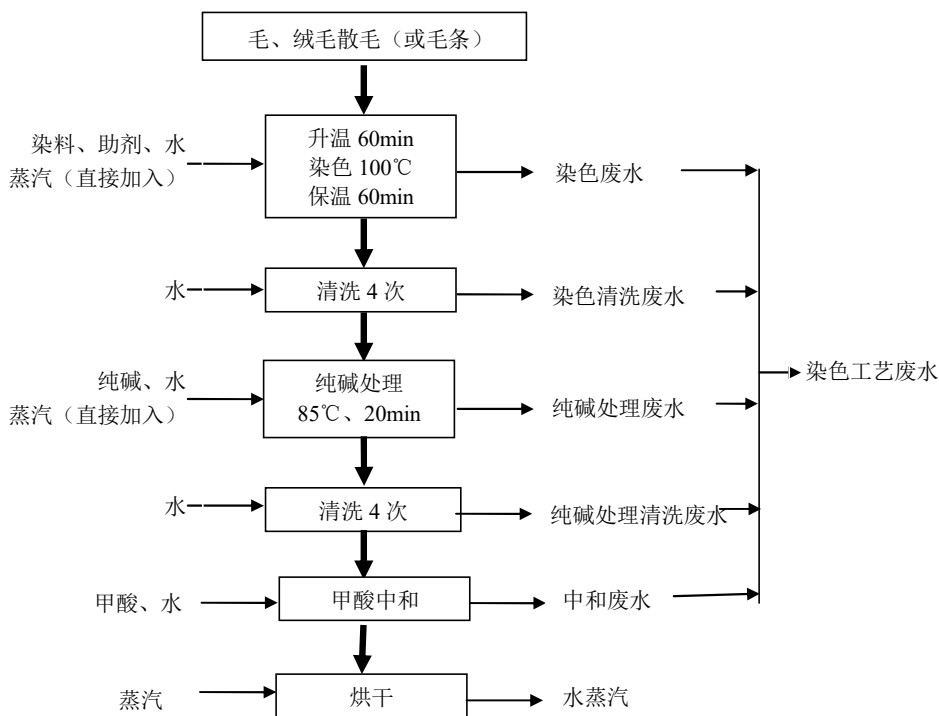 毛、绒毛散毛（或毛条）
染料、助剂、水
蒸汽（直接加入）
升温 60min
染色 100℃
保温 60min
染色废水
水
清洗 4 次
染色清洗废水
染色工艺废水
纯碱、水
蒸汽（直接加入）
纯碱处理
85℃、20min
纯碱处理废水
水
清洗 4 次
纯碱处理清洗废水
甲酸、水
甲酸中和
中和废水
蒸汽
烘干
水蒸汽